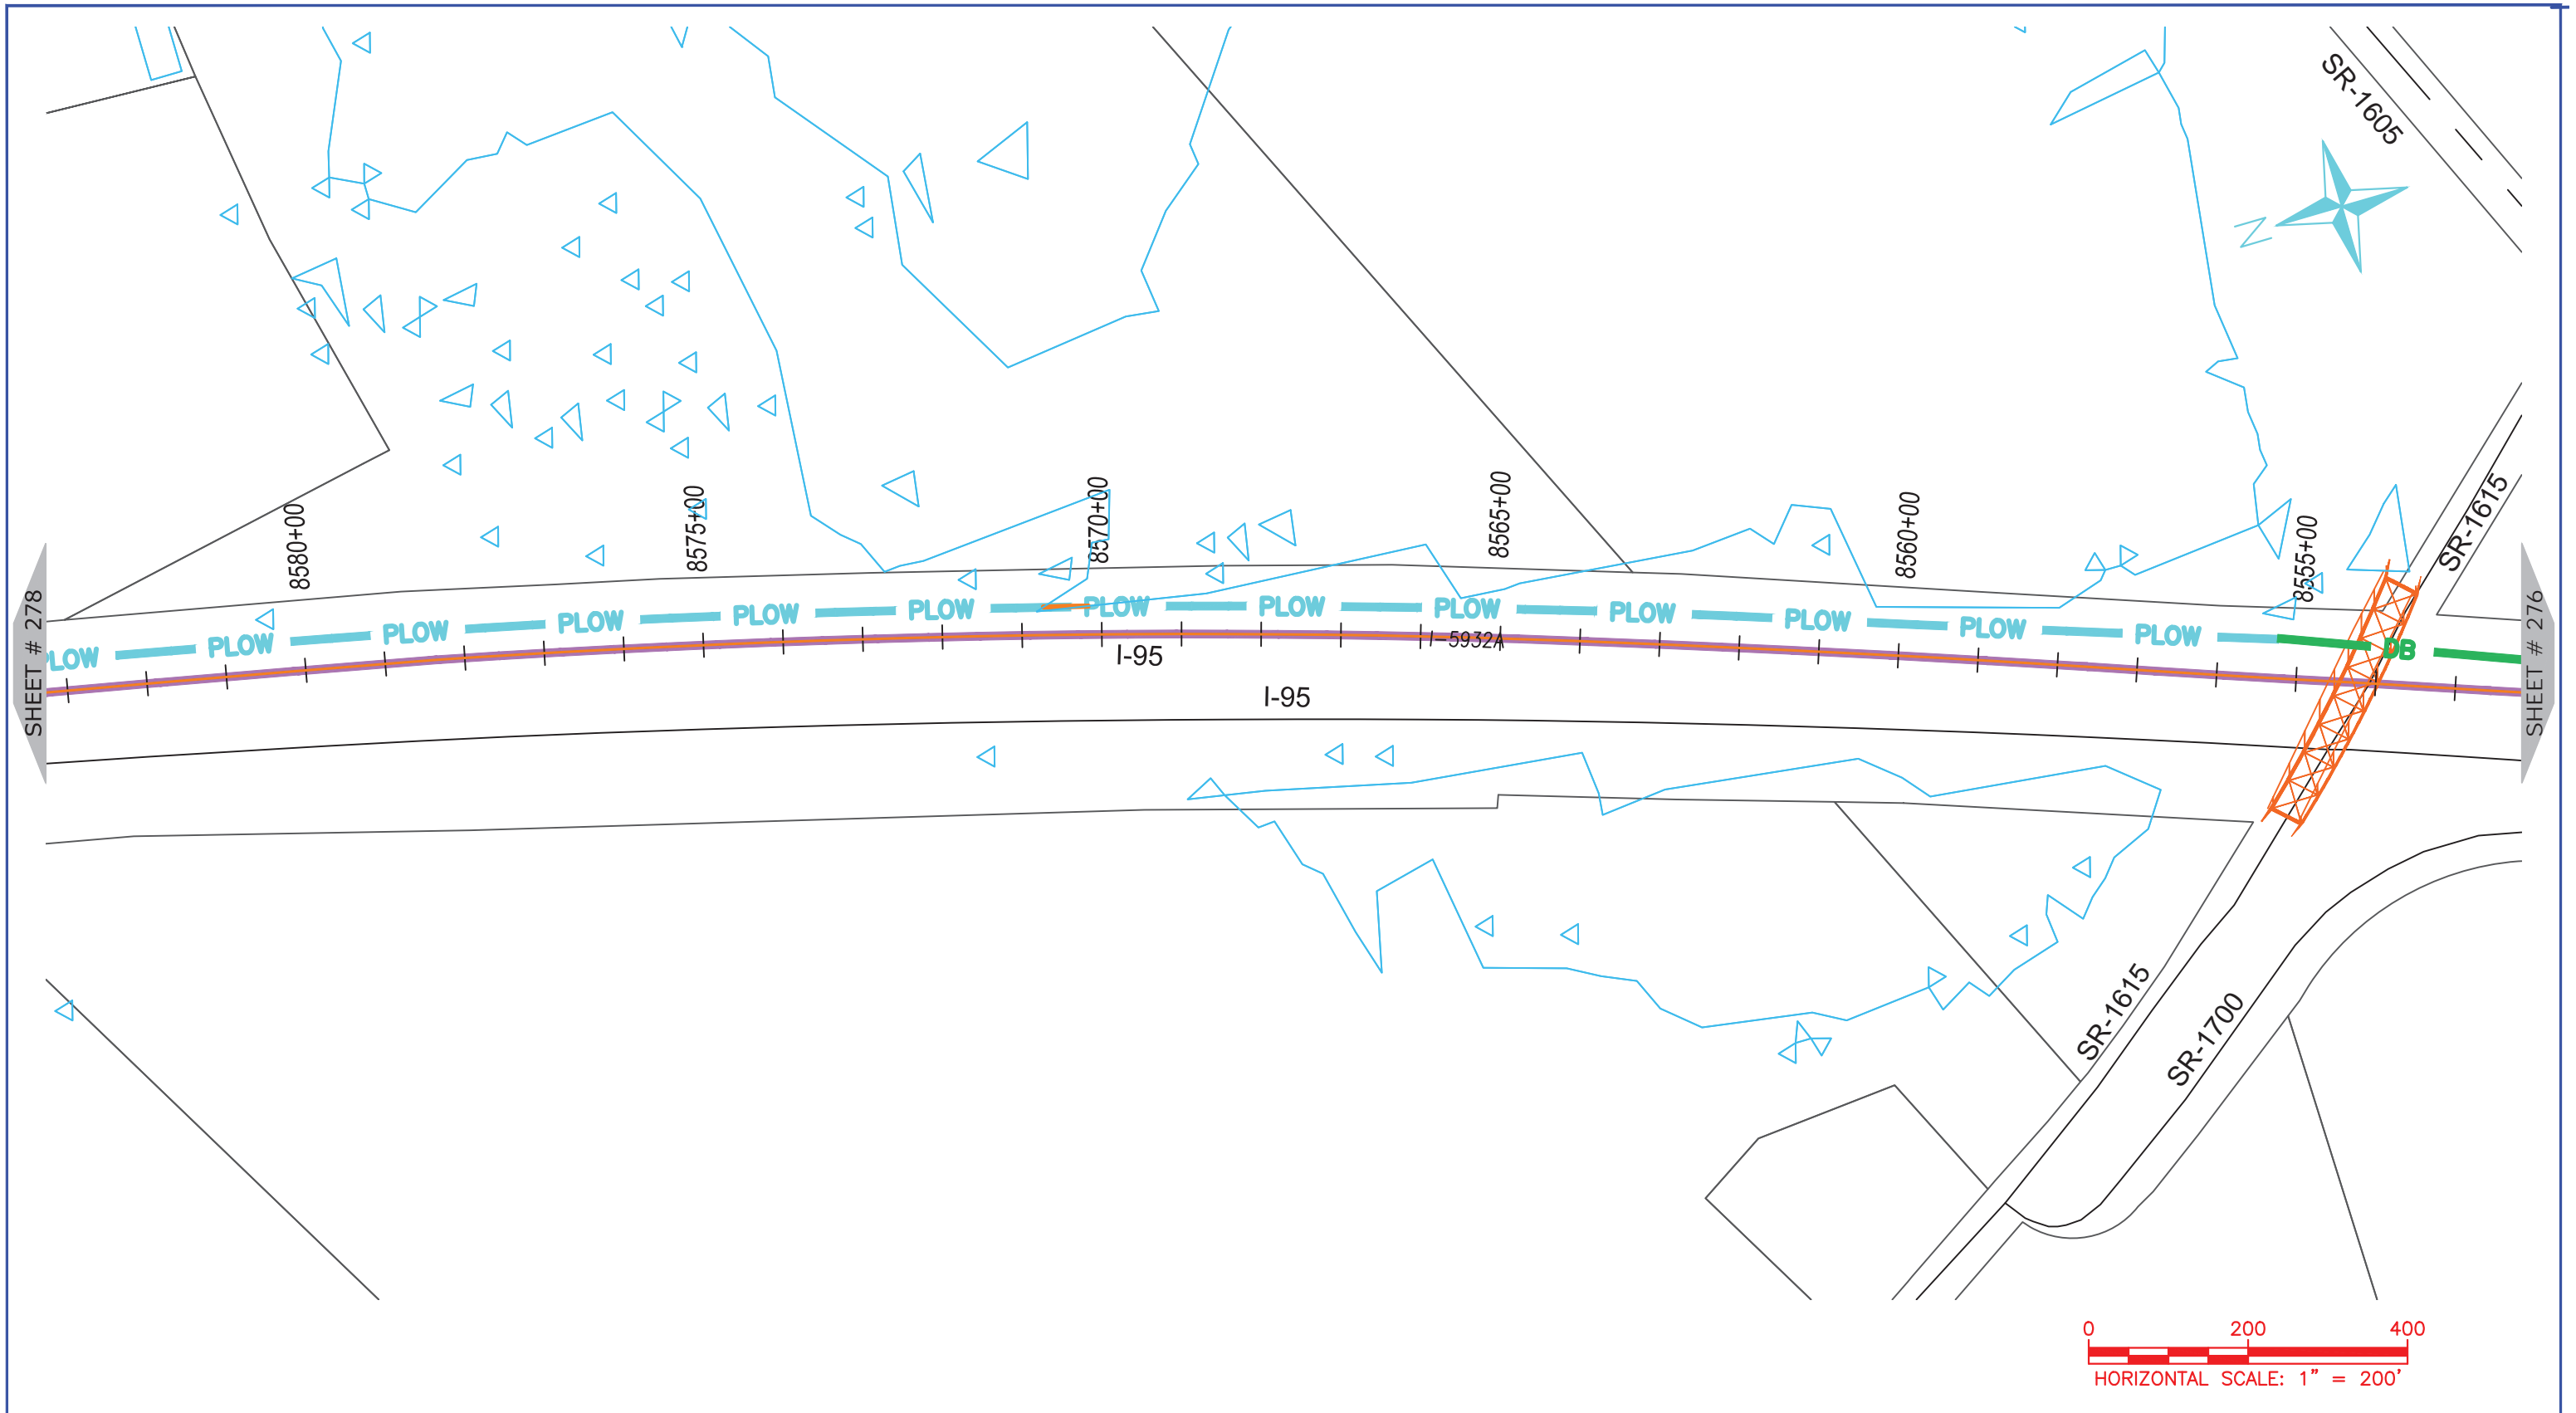 SR-1605
N
SR-1615
8580+00
8575+00
8570+00
8565+00
8560+00
8555+00
SHEET # 278
PLOW
PLOW
PLOW
PLOW
PLOW
PLOW
PLOW
PLOW
PLOW
PLOW
PLOW
PLOW
PLOW
DB
SHEET # 276
I-5932A
I-95
I-95
SR-1615
SR-1700
0 200 400
HORIZONTAL SCALE: 1" = 200'